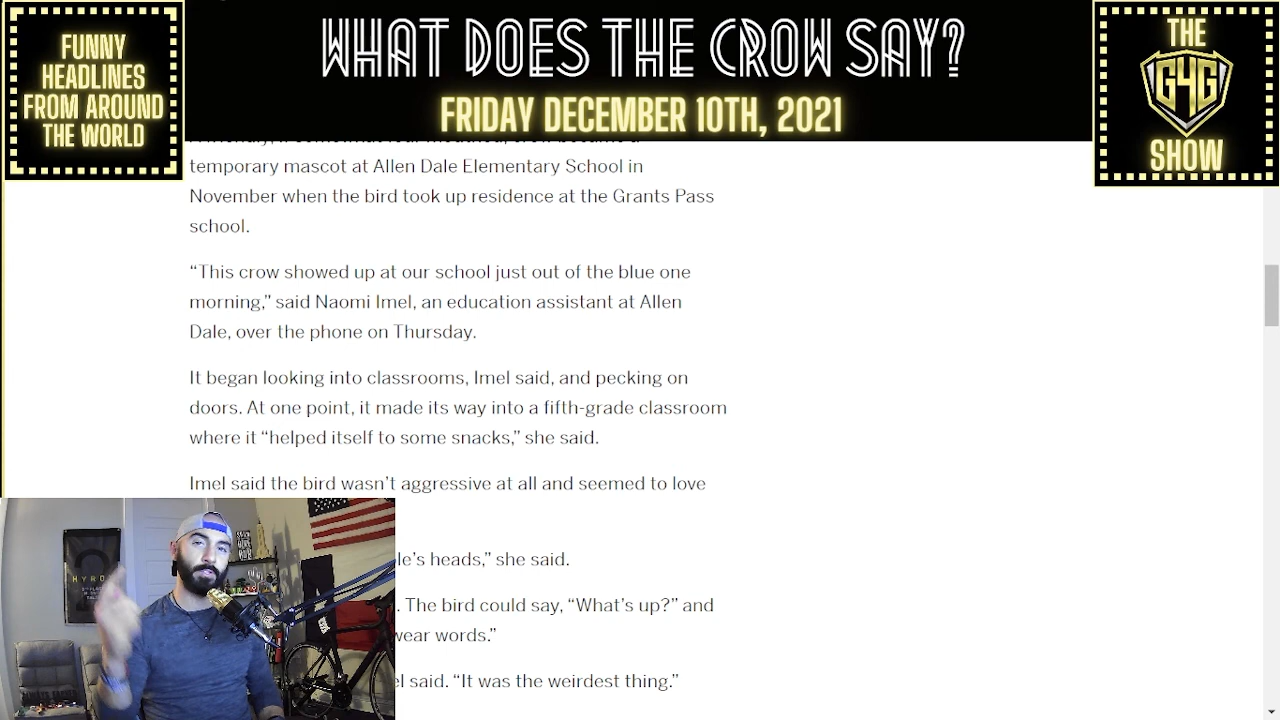 FUNNY
HEADLINES
FROM AROUND
THE WORLD
WHAT DOES THE CROW SAY?
FRIDAY DECEMBER 10TH, 2021
THE
G4G
SHOW
temporary mascot at Allen Dale Elementary School in
November when the bird took up residence at the Grants Pass
school.
“This crow showed up at our school just out of the blue one
morning,” said Naomi Imel, an education assistant at Allen
Dale, over the phone on Thursday.
It began looking into classrooms, Imel said, and pecking on
doors. At one point, it made its way into a fifth-grade classroom
where it “helped itself to some snacks,” she said.
Imel said the bird wasn’t aggressive at all and seemed to love
le’s heads,” she said.
. The bird could say, “What’s up?” and
wear words.”
el said. “It was the weirdest thing.”